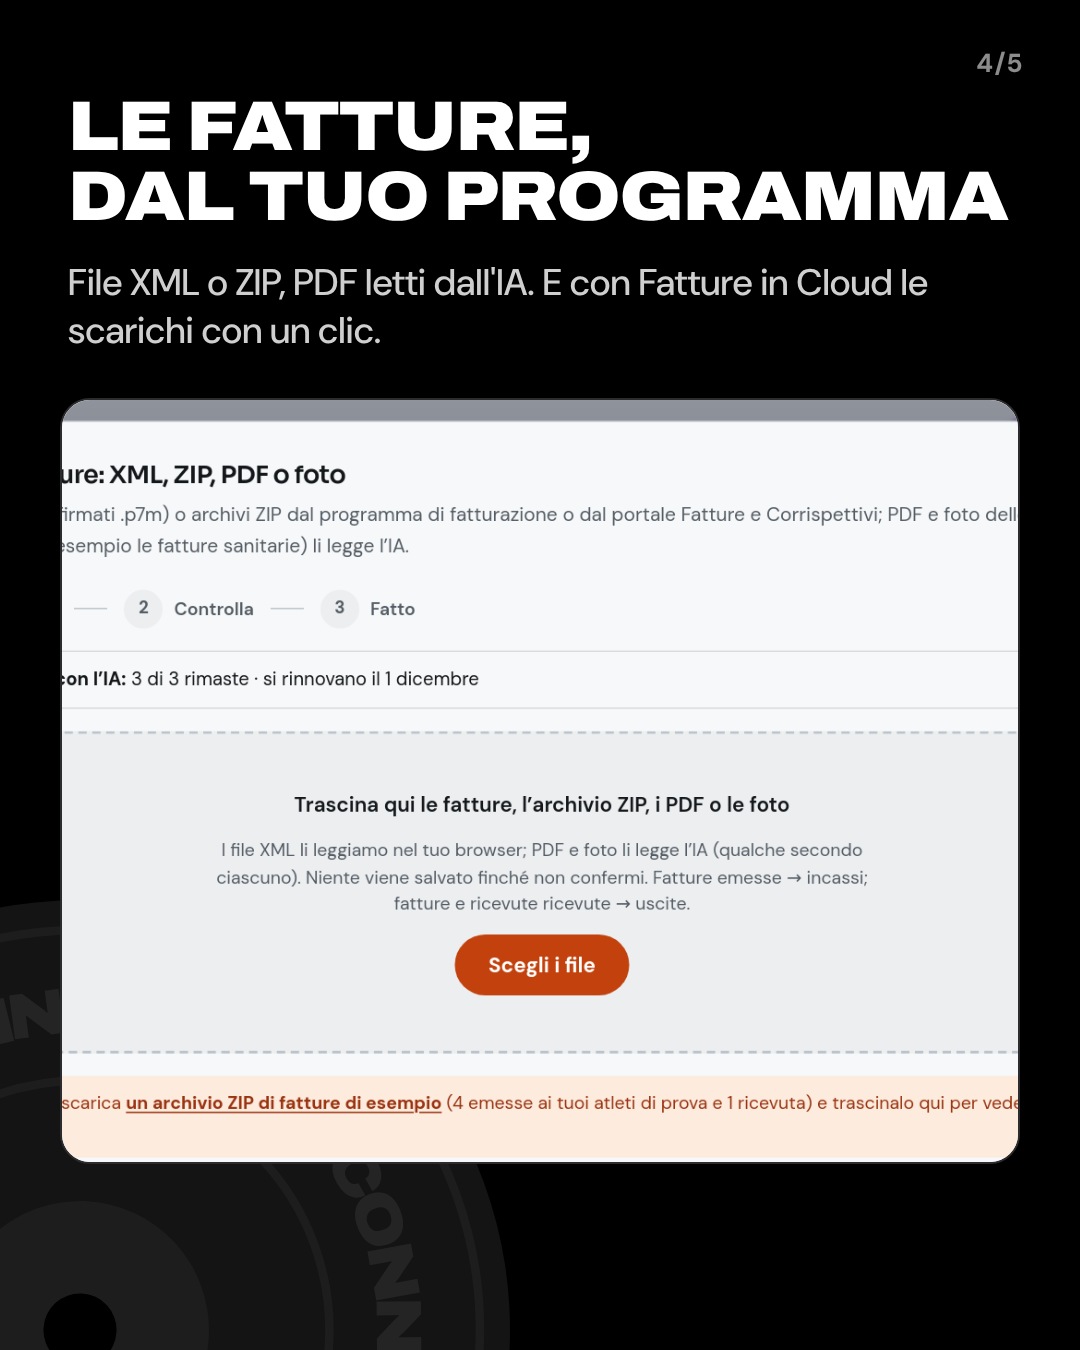 4/5
LE FATTURE,
DAL TUO PROGRAMMA
File XML o ZIP, PDF letti dall'IA. E con Fatture in Cloud le
scarichi con un clic.
ure: XML, ZIP, PDF o foto
firmati .p7m) o archivi ZIP dal programma di fatturazione o dal portale Fatture e Corrispettivi; PDF e foto dell
esempio le fatture sanitarie) li legge l’IA.
2 Controlla 3 Fatto
con l’IA: 3 di 3 rimaste · si rinnovano il 1 dicembre
Trascina qui le fatture, l’archivio ZIP, i PDF o le foto
I file XML li leggiamo nel tuo browser; PDF e foto li legge l’IA (qualche secondo
ciascuno). Niente viene salvato finché non confermi. Fatture emesse → incassi;
fatture e ricevute ricevute → uscite.
Scegli i file
scarica un archivio ZIP di fatture di esempio (4 emesse ai tuoi atleti di prova e 1 ricevuta) e trascinalo qui per vede
CONN